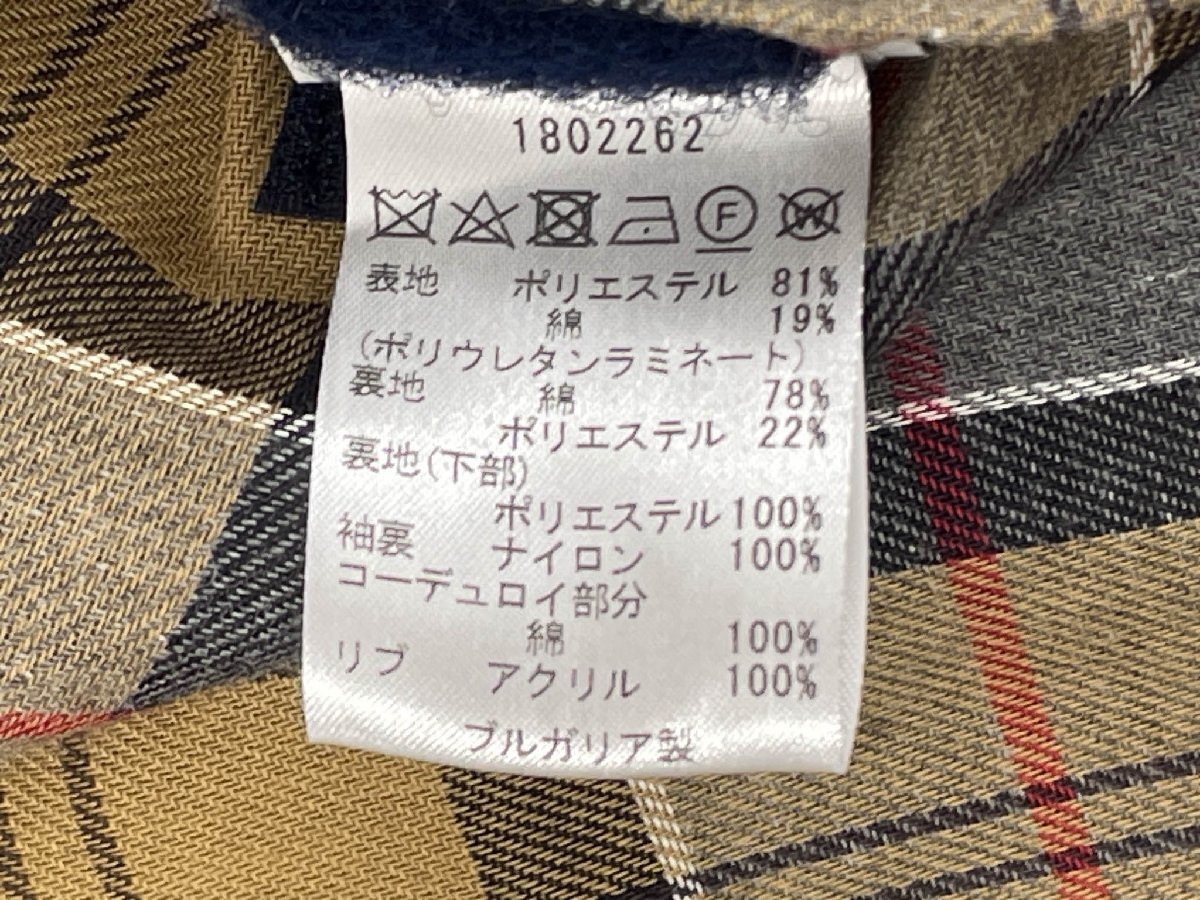 1802262
F W
表地 ポリエステル 81%
綿 19%
(ポリウレタンラミネート)
裏地 綿 78%
ポリエステル 22%
裏地(下部)
ポリエステル 100%
袖裏 ナイロン 100%
コーデュロイ部分
綿 100%
リブ アクリル 100%
ブルガリア製